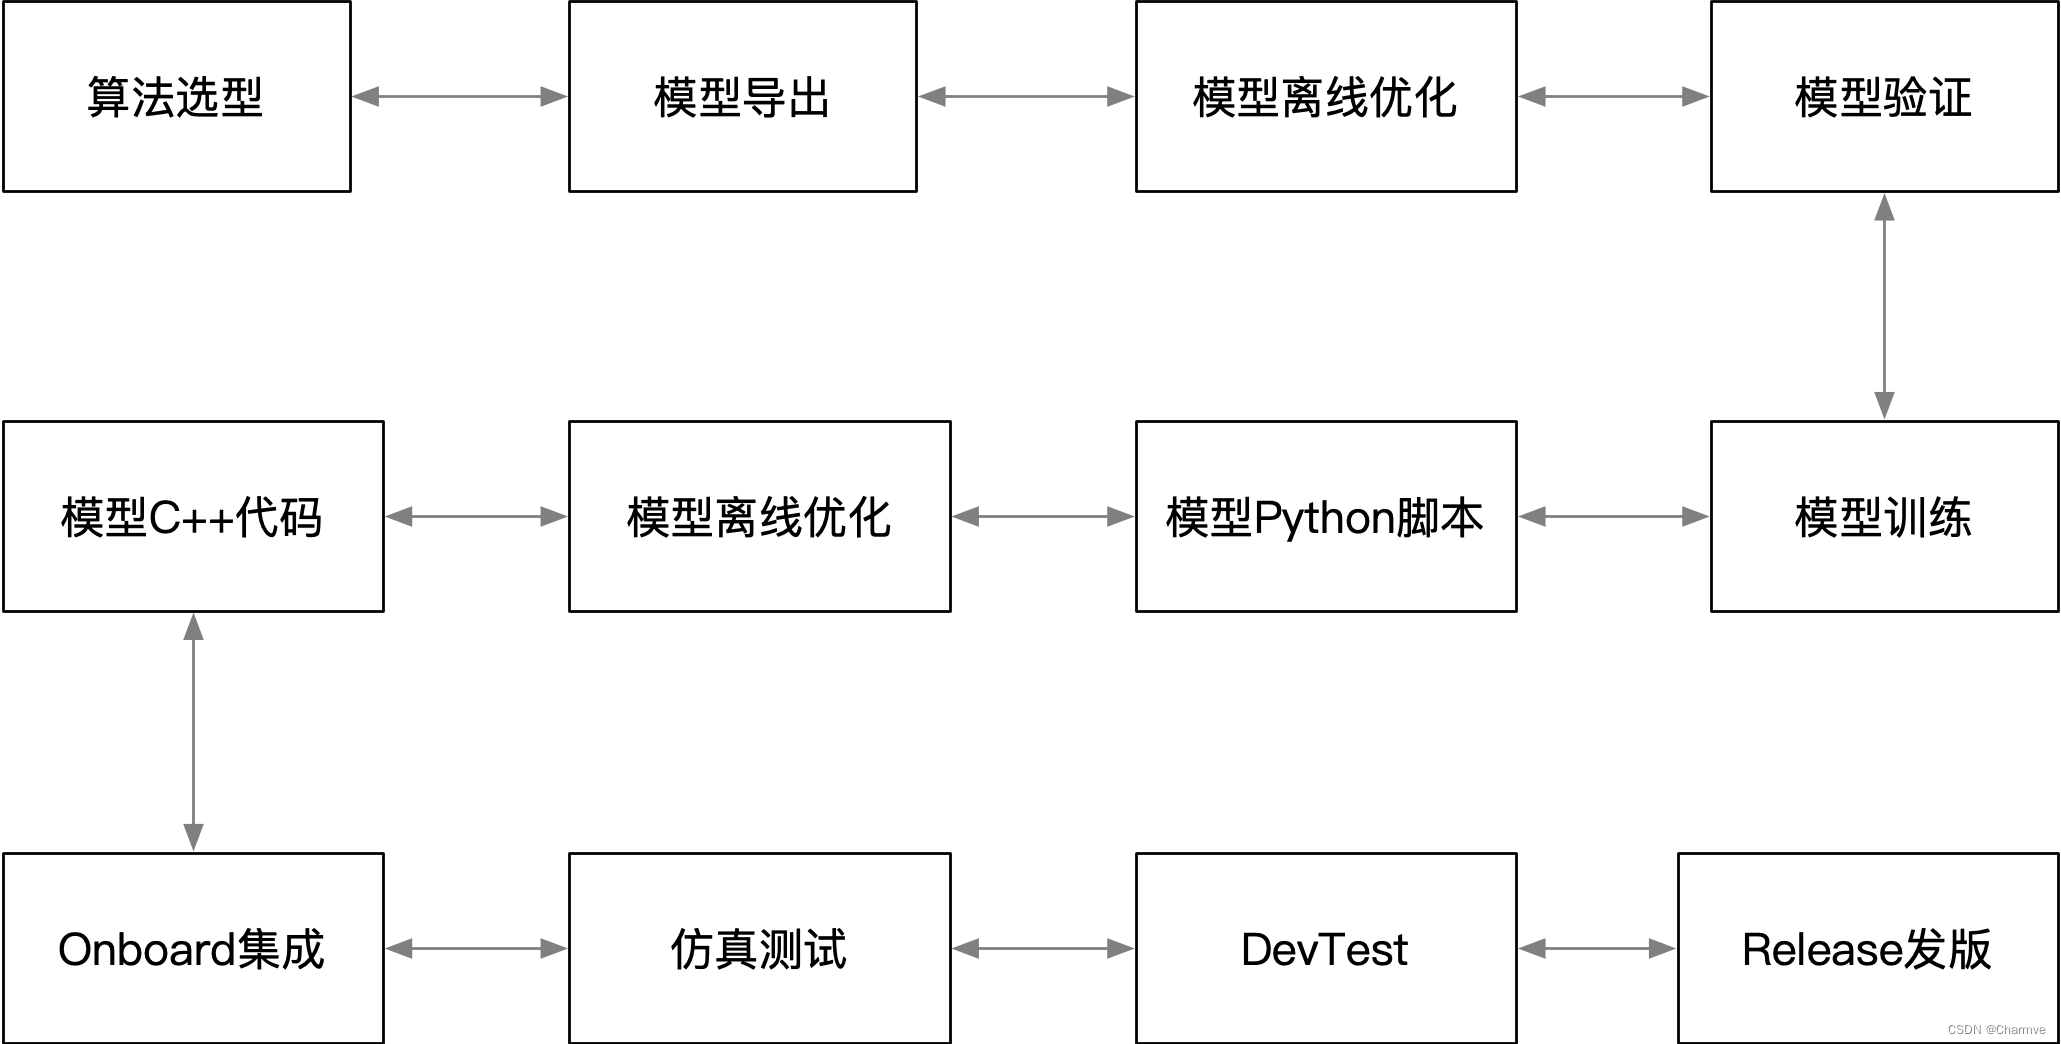 算法选型
模型导出
模型离线优化
模型验证
模型C++代码
模型离线优化
模型Python脚本
模型训练
Onboard集成
仿真测试
DevTest
Release发版
CSDN @Charmve